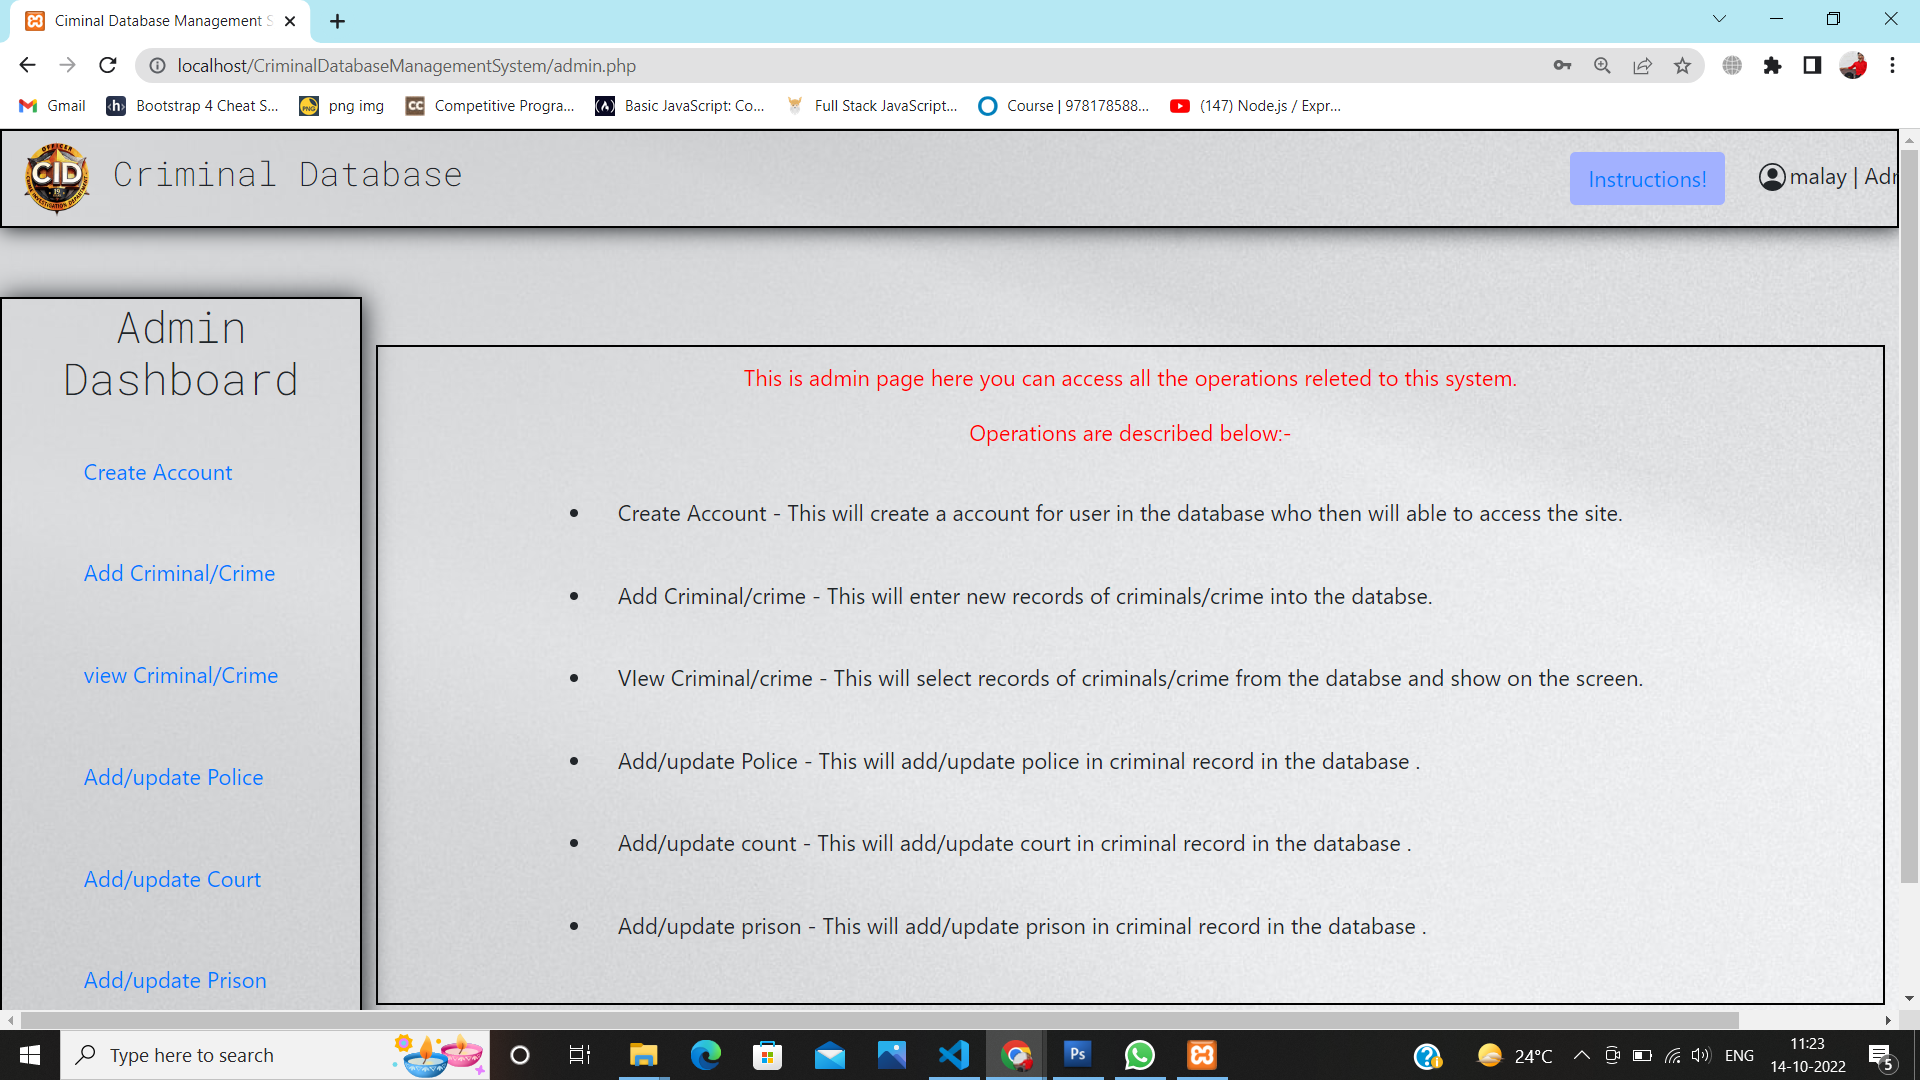 Ciminal Database Management S
localhost/CriminalDatabaseManagementSystem/admin.php
Gmail
Bootstrap 4 Cheat S...
png img
Competitive Progra...
Basic JavaScript: Co...
Full Stack JavaScript...
Course | 978178588...
(147) Node.js / Expr...
OFFICER
CID
Criminal Database
Instructions!
malay | Adr
Admin
Dashboard
Create Account
Add Criminal/Crime
view Criminal/Crime
Add/update Police
Add/update Court
Add/update Prison
This is admin page here you can access all the operations releted to this system.
Operations are described below:-
• Create Account - This will create a account for user in the database who then will able to access the site.
• Add Criminal/crime - This will enter new records of criminals/crime into the databse.
• VIew Criminal/crime - This will select records of criminals/crime from the databse and show on the screen.
• Add/update Police - This will add/update police in criminal record in the database .
• Add/update count - This will add/update court in criminal record in the database .
• Add/update prison - This will add/update prison in criminal record in the database .
Type here to search
Ps
24°C
ENG
11:23
14-10-2022
5